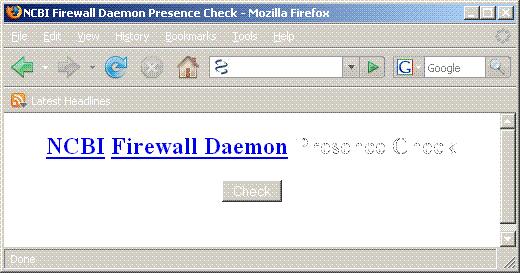 NCBI Firewall Daemon Presence Check - Mozilla Firefox
File Edit View History Bookmarks Tools Help
G Google
Latest Headlines
NCBI Firewall Daemon Presence Check
Check
Done